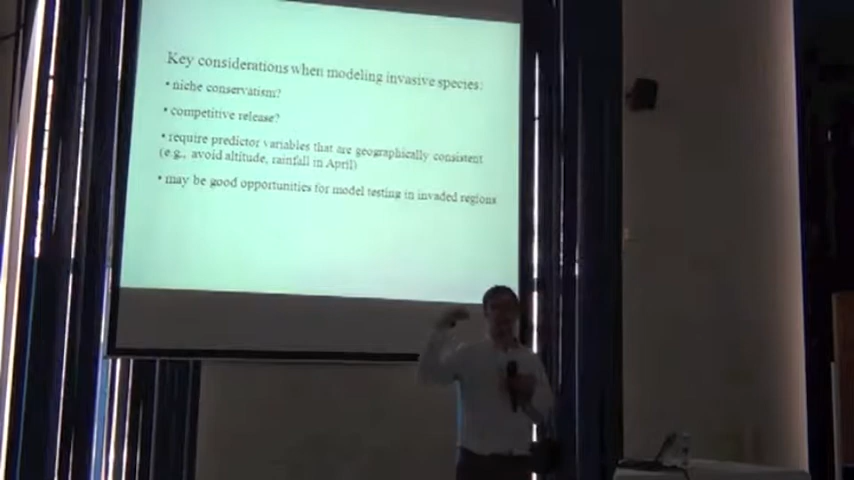 Key considerations when modeling invasive species:
• niche conservatism?
• competitive release?
• require predictor variables that are geographically consistent
(e.g., avoid altitude, rainfall in April)
• may be good opportunities for model testing in invaded regions